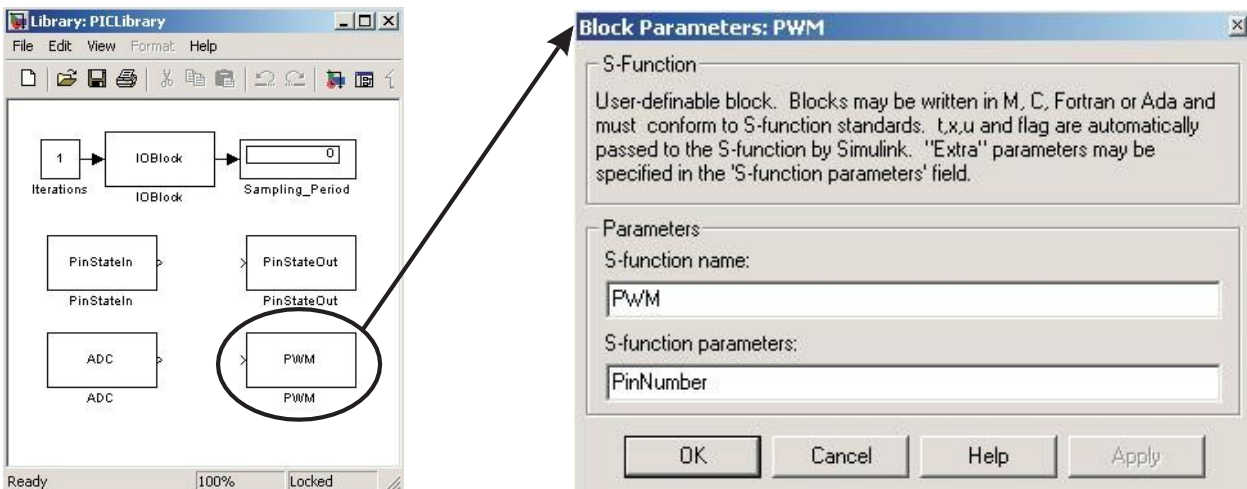 Library: PICLibrary
File Edit View Format Help
1
IOBlock
0
Iterations
IOBlock
Sampling_Period
PinStateIn
PinStateOut
PinStateIn
PinStateOut
ADC
PWM
ADC
PWM
Ready
100%
Locked
Block Parameters: PWM
S-Function
User-definable block. Blocks may be written in M, C, Fortran or Ada and
must conform to S-function standards. t,x,u and flag are automatically
passed to the S-function by Simulink. "Extra" parameters may be
specified in the 'S-function parameters' field.
Parameters
S-function name:
PWM
S-function parameters:
PinNumber
OK
Cancel
Help
Apply